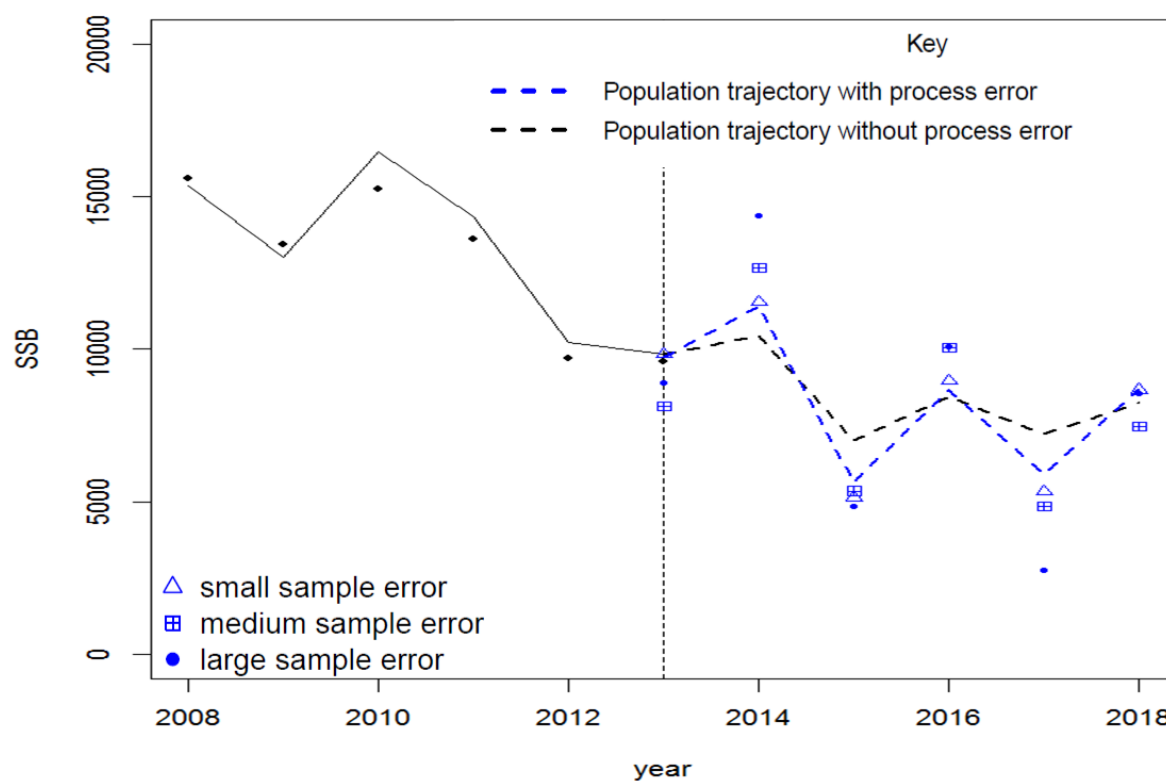 Key
Population trajectory with process error
Population trajectory without process error
20000
15000
10000
5000
0
SSB
small sample error
medium sample error
large sample error
2008 2010 2012 2014 2016 2018
year